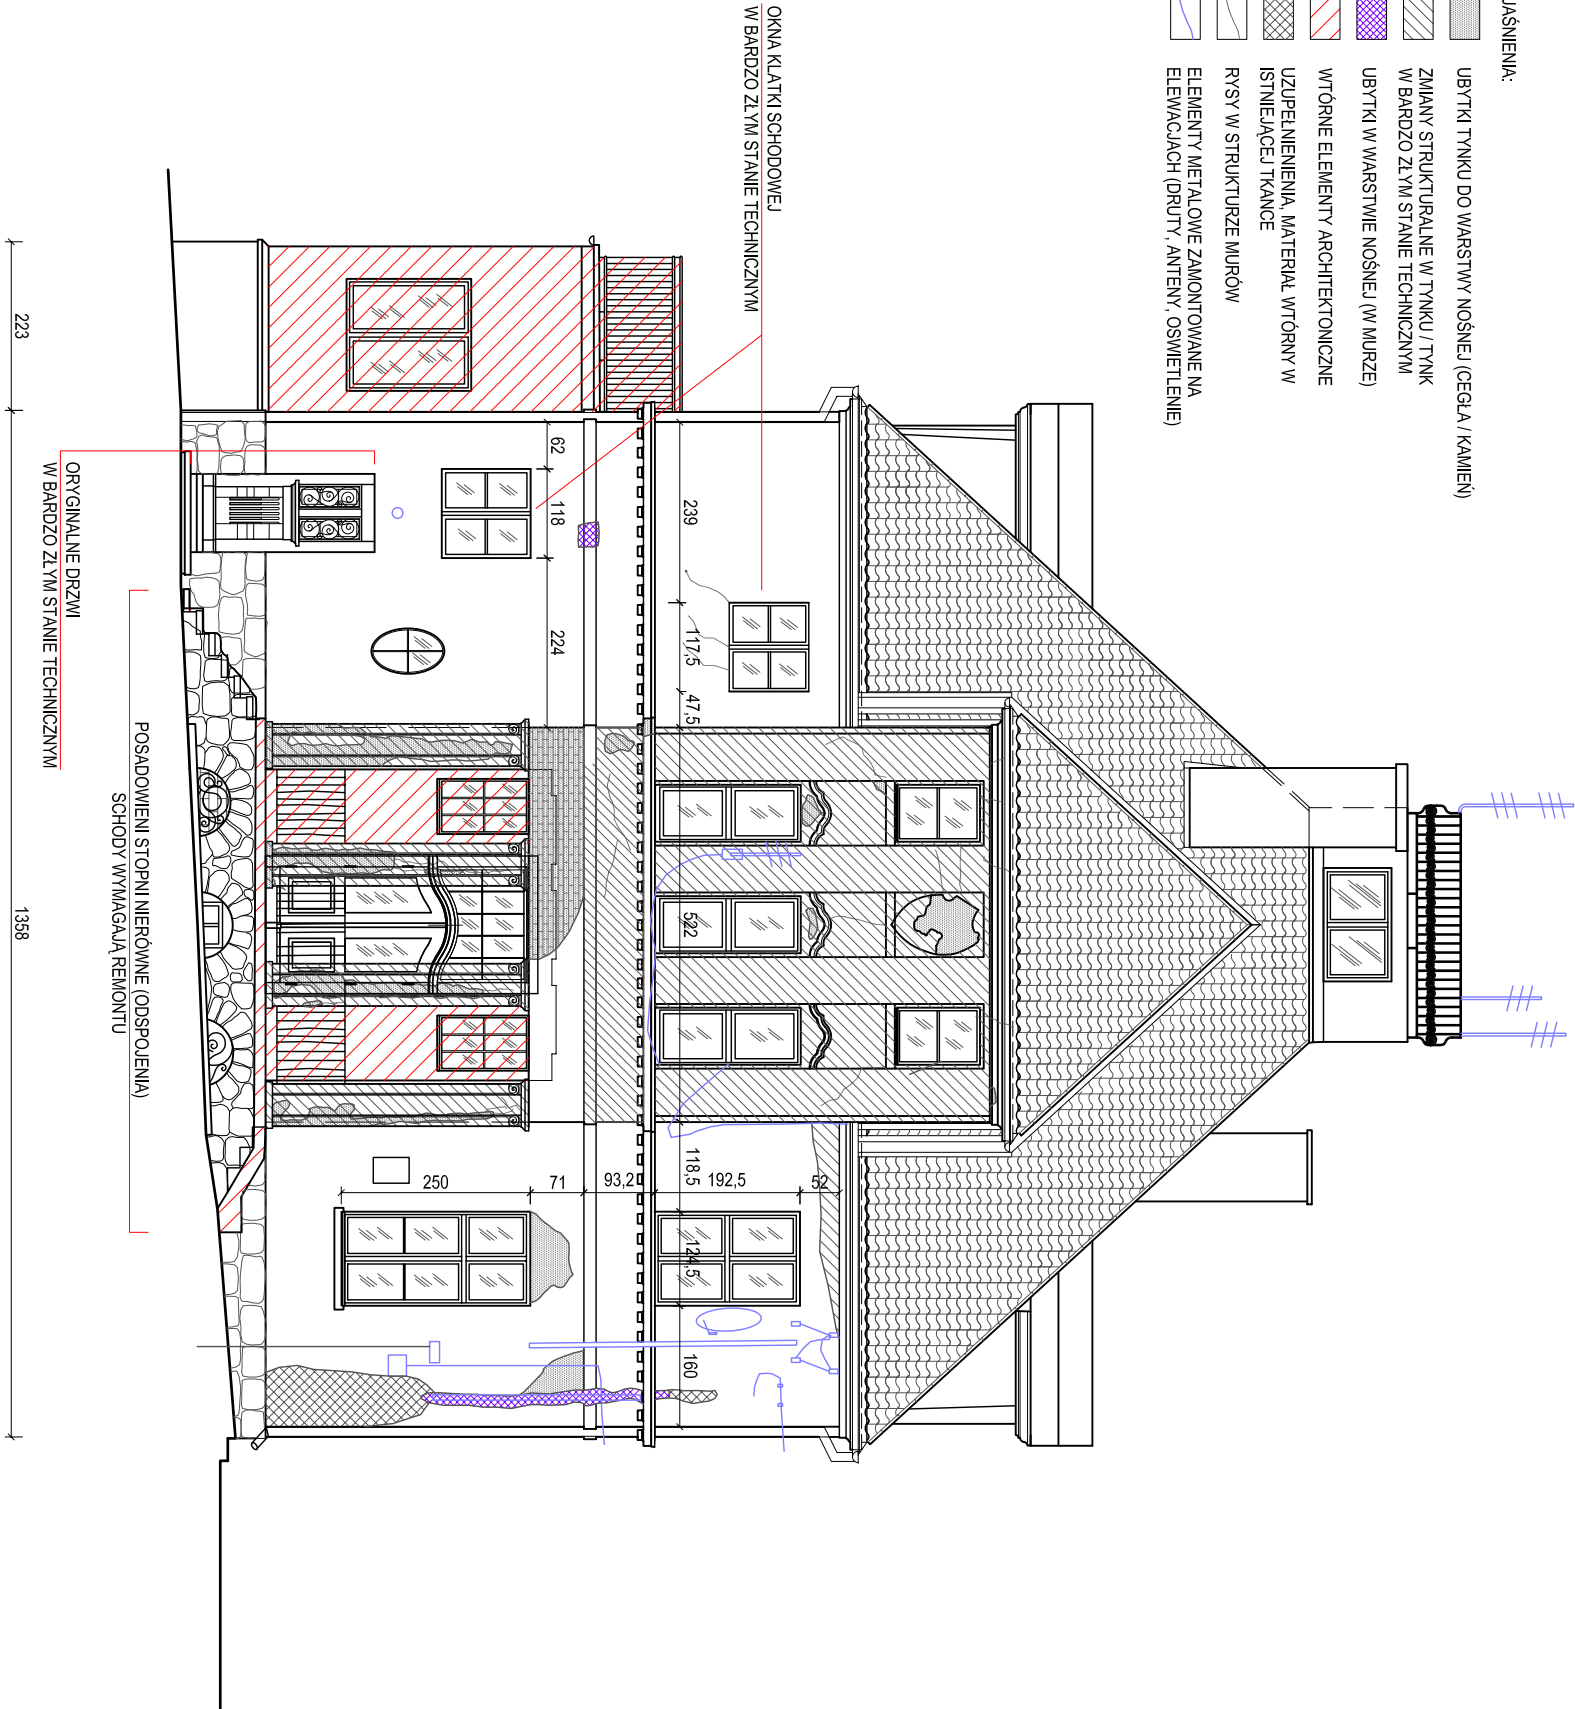 JAŚNIENIA:
UBYTKI TYNKU DO WARSTWY NOŚNEJ (CEGŁA / KAMIEŃ)
ZMIANY STRUKTURALNE W TYNKU / TYNK
W BARDZO ZŁYM STANIE TECHNICZNYM
UBYTKI W WARSTWIE NOŚNEJ (W MURZE)
WTÓRNE ELEMENTY ARCHITEKTONICZNE
UZUPEŁNIENIENIA, MATERIAŁ WTÓRNY W
ISTNIEJĄCEJ TKANCE
RYSY W STRUKTURZE MURÓW
ELEMENTY METALOWE ZAMONTOWANE NA
ELEWACJACH (DRUTY, ANTENY, OŚWIETLENIE)
OKNA KLATKI SCHODOWEJ
W BARDZO ZŁYM STANIE TECHNICZNYM
239
117,5
47,5
522
118,5
124,5
160
62
118
224
250
71
93,2
192,5
52
POSADOWIENI STOPNI NIERÓWNE (ODSPOJENIA)
SCHODY WYMAGAJĄ REMONTU
ORYGINALNE DRZWI
W BARDZO ZŁYM STANIE TECHNICZNYM
223
1358